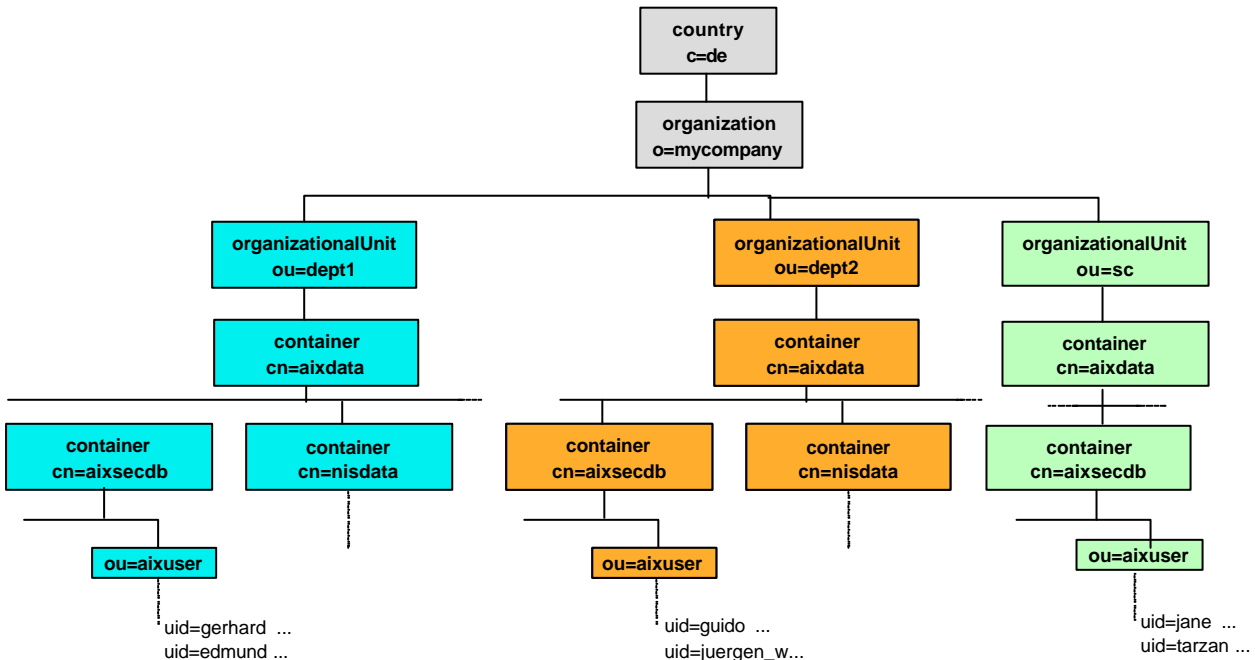 country
c=de
organization
o=mycompany
organizationalUnit
ou=dept1
organizationalUnit
ou=dept2
organizationalUnit
ou=sc
container
cn=aixdata
container
cn=aixdata
container
cn=aixdata
container
cn=aixsecdb
container
cn=nisdata
container
cn=aixsecdb
container
cn=nisdata
container
cn=aixsecdb
ou=aixuser
ou=aixuser
ou=aixuser
uid=gerhard ...
uid=edmund ...
uid=guido ...
uid=juergen_w...
uid=jane ...
uid=tarzan ...